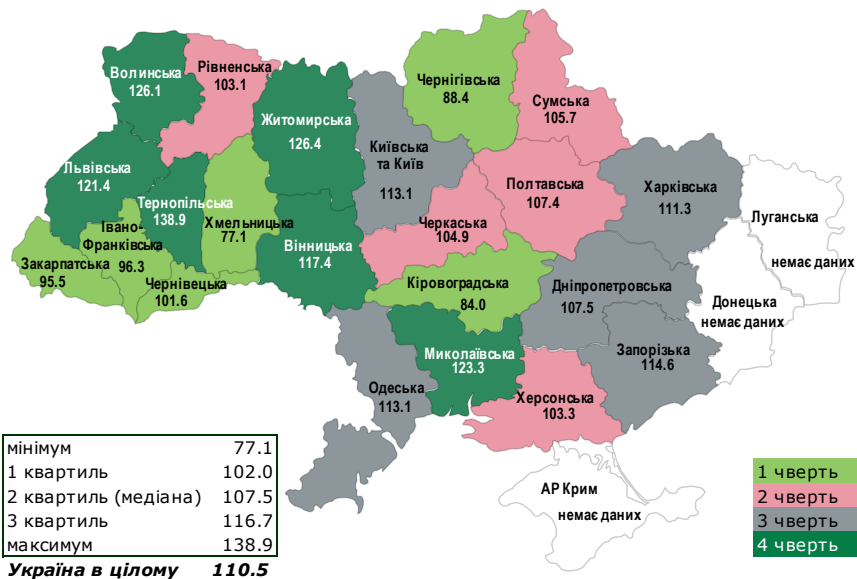 Волинська
126.1
Рівненська
103.1
Житомирська
126.4
Київська
та Київ
113.1
Чернігівська
88.4
Сумська
105.7
Львівська
121.4
Тернопільська
138.9
Хмельницька
77.1
Вінницька
117.4
Черкаська
104.9
Полтавська
107.4
Харківська
111.3
Луганська
немає даних
Івано-
Франківська
96.3
Закарпатська
95.5
Чернівецька
101.6
Кіровоградська
84.0
Дніпропетровська
107.5
Донецька
немає даних
Миколаївська
123.3
Запорізька
114.6
Одеська
113.1
Херсонська
103.3
АР Крим
немає даних
мінімум 77.1
1 квартиль 102.0
2 квартиль (медіана) 107.5
3 квартиль 116.7
максимум 138.9
Україна в цілому 110.5
1 чверть
2 чверть
3 чверть
4 чверть